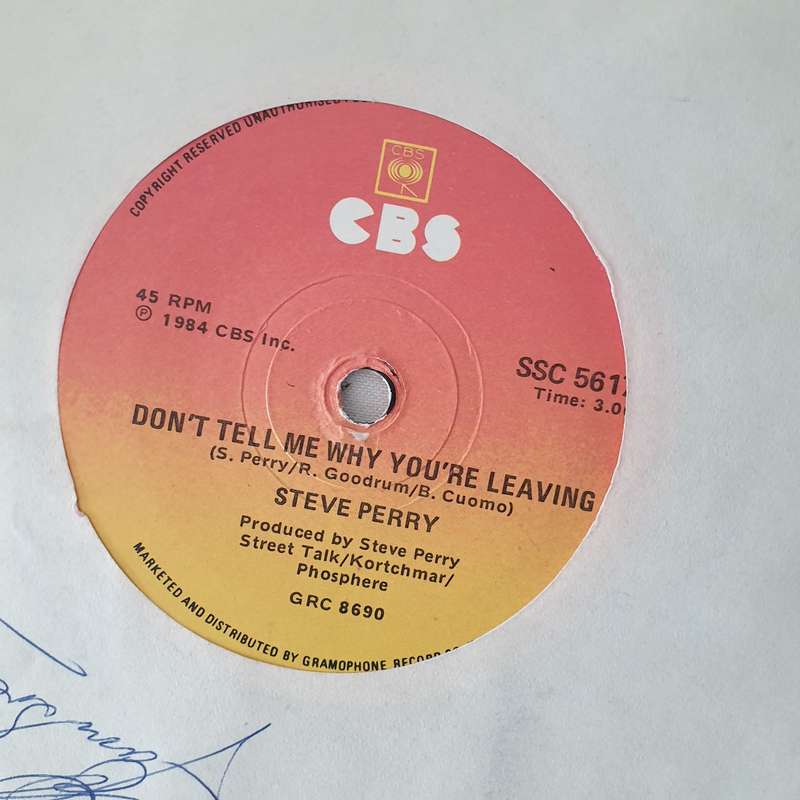 COPYRIGHT RESERVED UNAUTHORISED
CBS
CBS
45 RPM
℗ 1984 CBS Inc.
SSC 561
Time: 3.0
DON'T TELL ME WHY YOU'RE LEAVING
(S. Perry/R. Goodrum/B. Cuomo)
STEVE PERRY
Produced by Steve Perry
Street Talk/Kortchmar/
Phosphere
GRC 8690
MARKETED AND DISTRIBUTED BY GRAMOPHONE RECORD